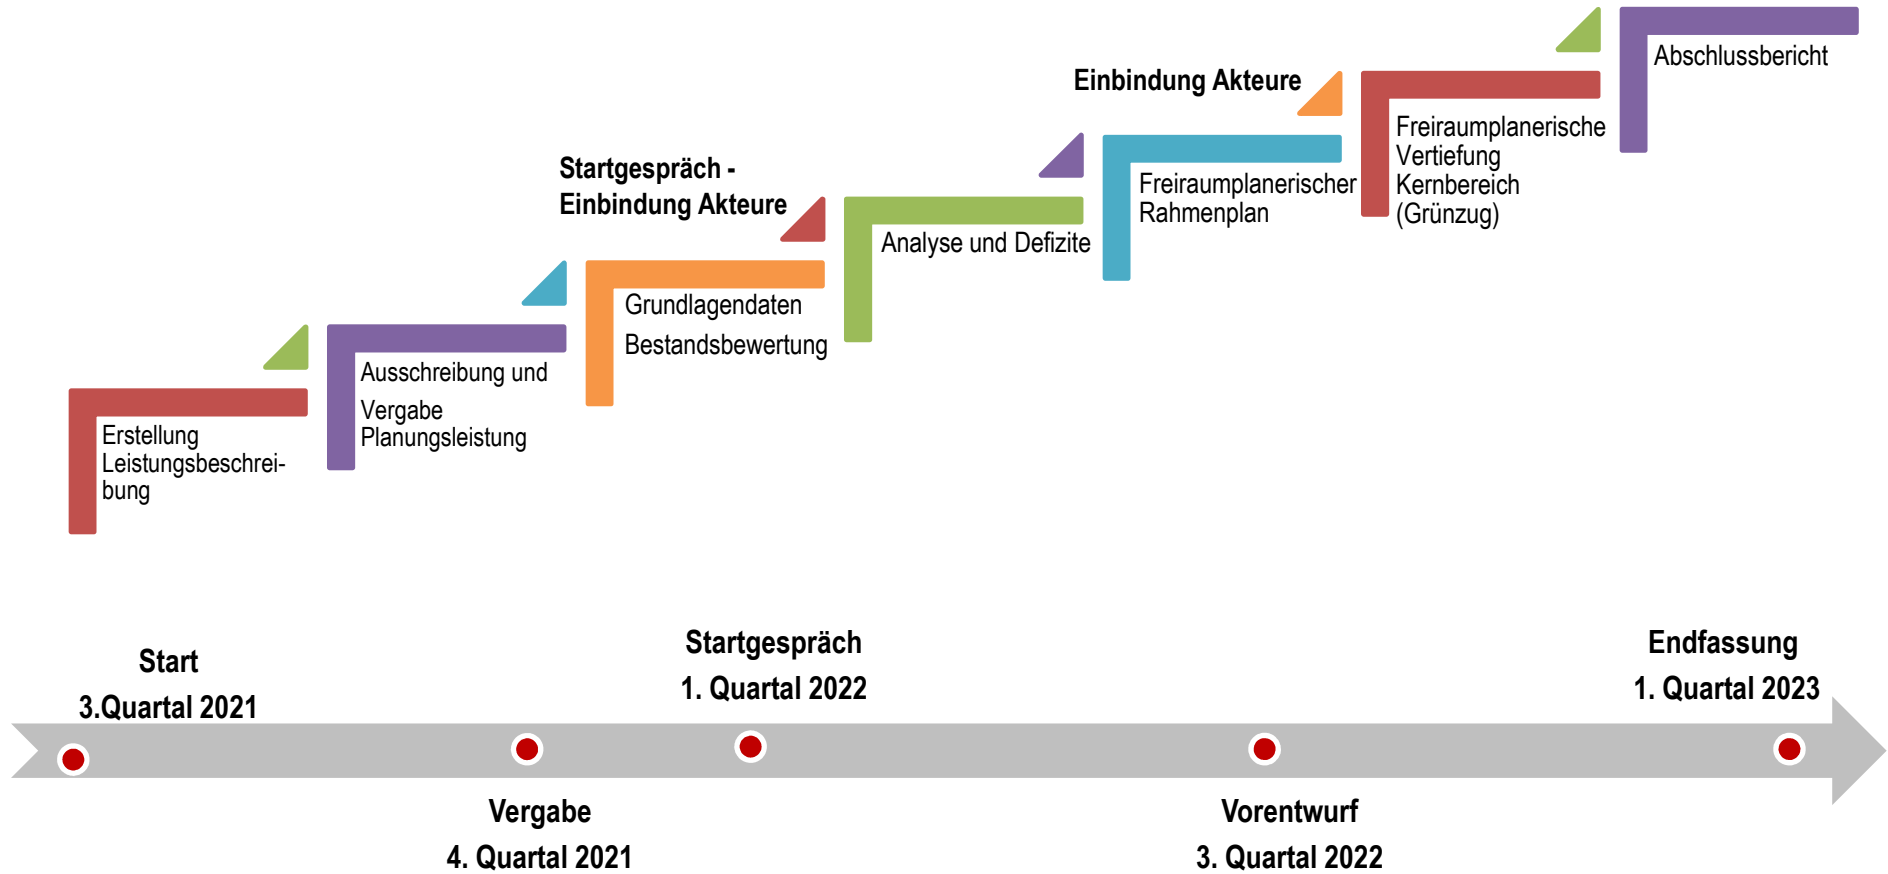 Erstellung
Leistungsbeschrei-
bung
Ausschreibung und
Vergabe
Planungsleistung
Startgespräch -
Einbindung Akteure
Grundlagendaten
Bestandsbewertung
Analyse und Defizite
Einbindung Akteure
Freiraumplanerischer
Rahmenplan
Freiraumplanerische
Vertiefung
Kernbereich
(Grünzug)
Abschlussbericht
Start
3.Quartal 2021
Vergabe
4. Quartal 2021
Startgespräch
1. Quartal 2022
Vorentwurf
3. Quartal 2022
Endfassung
1. Quartal 2023